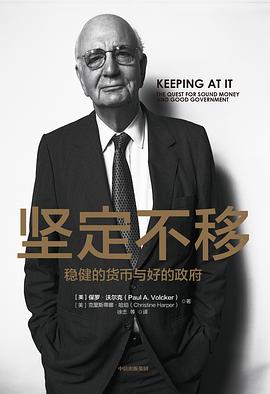 KEEPING AT IT
THE QUEST FOR SOUND MONEY
AND GOOD GOVERNMENT
坚定不移
稳健的货币与好的政府
[美] 保罗·沃尔克 (Paul A. Volcker)
[美] 克里斯蒂娜·哈珀 (Christine Harper) 著
徐忠 等◎译
中信出版集团